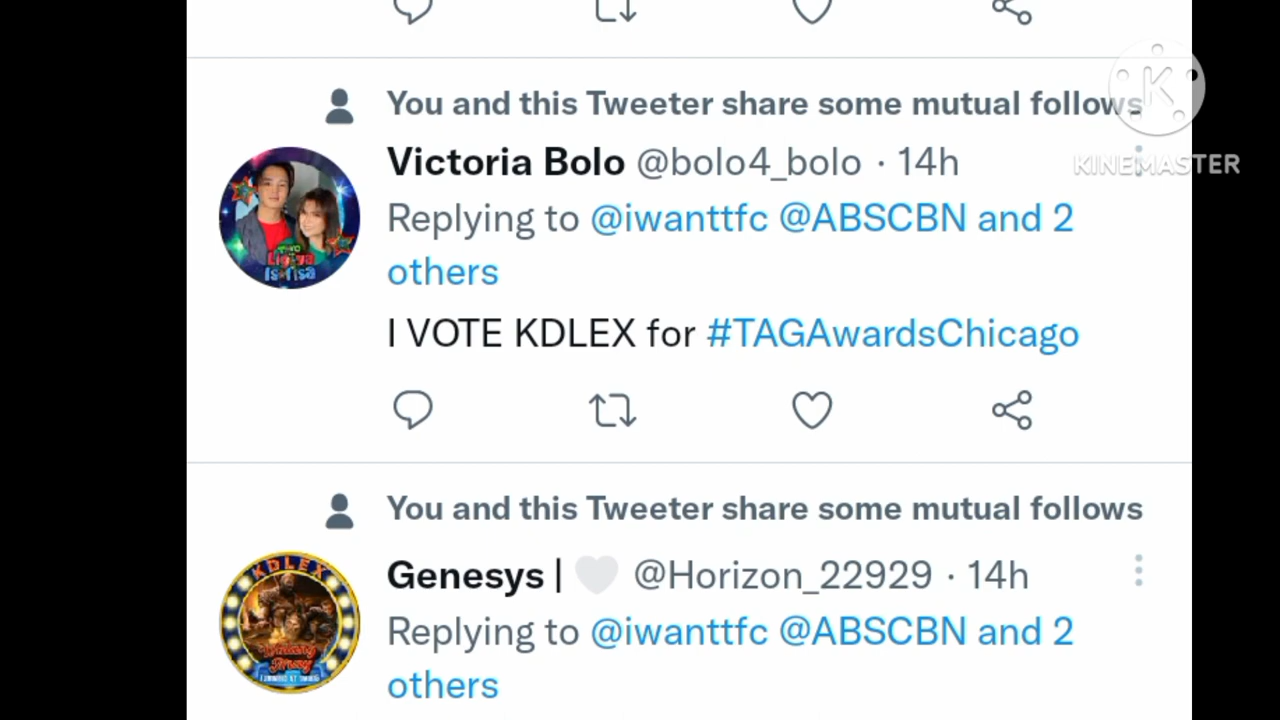 You and this Tweeter share some mutual follows
KINEMASTER
Victoria Bolo @bolo4_bolo · 14h
Replying to @iwanttfc @ABSCBN and 2
others
I VOTE KDLEX for #TAGAwardsChicago
You and this Tweeter share some mutual follows
KDLEX
Genesys | 🤍 @Horizon_22929 · 14h
Replying to @iwanttfc @ABSCBN and 2
others